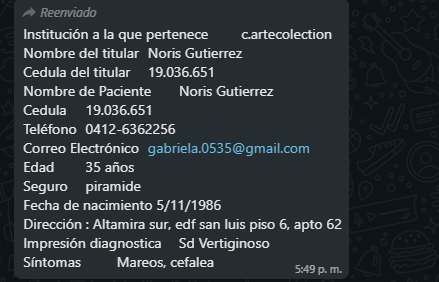 Reenviado
Institución a la que pertenece c.artecolection
Nombre del titular Noris Gutierrez
Cedula del titular 19.036.651
Nombre de Paciente Noris Gutierrez
Cedula 19.036.651
Teléfono 0412-6362256
Correo Electrónico gabriela.0535@gmail.com
Edad 35 años
Seguro piramide
Fecha de nacimiento 5/11/1986
Dirección : Altamira sur, edf san luis piso 6, apto 62
Impresión diagnostica Sd Vertiginoso
Síntomas Mareos, cefalea
5:49 p. m.